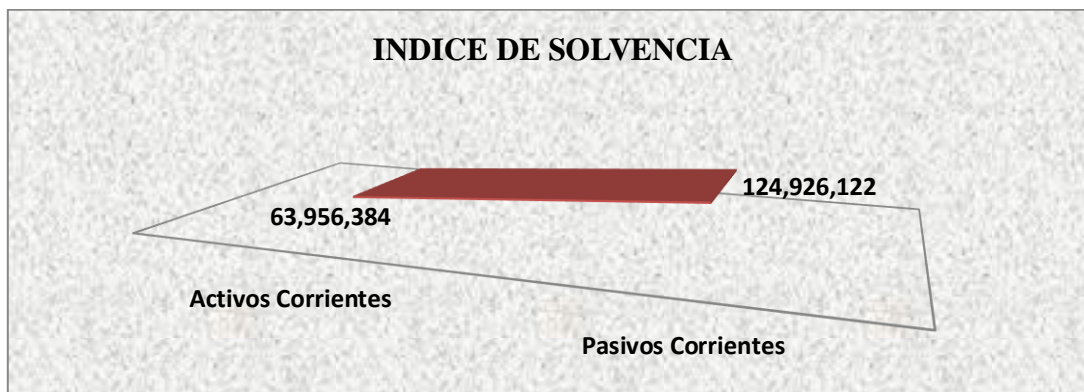 INDICE DE SOLVENCIA
124,926,122
63,956,384
Activos Corrientes
Pasivos Corrientes